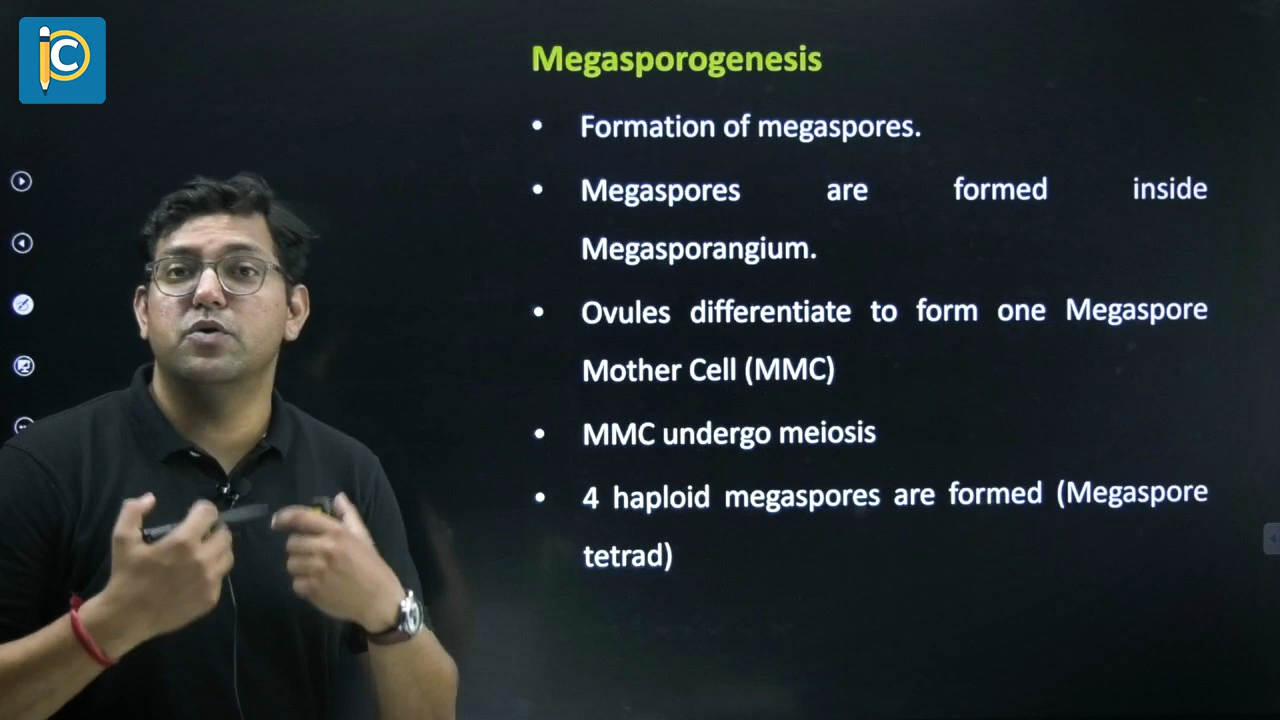 PC
Megasporogenesis
• Formation of megaspores.
• Megaspores are formed inside
Megasporangium.
• Ovules differentiate to form one Megaspore
Mother Cell (MMC)
• MMC undergo meiosis
• 4 haploid megaspores are formed (Megaspore
tetrad)